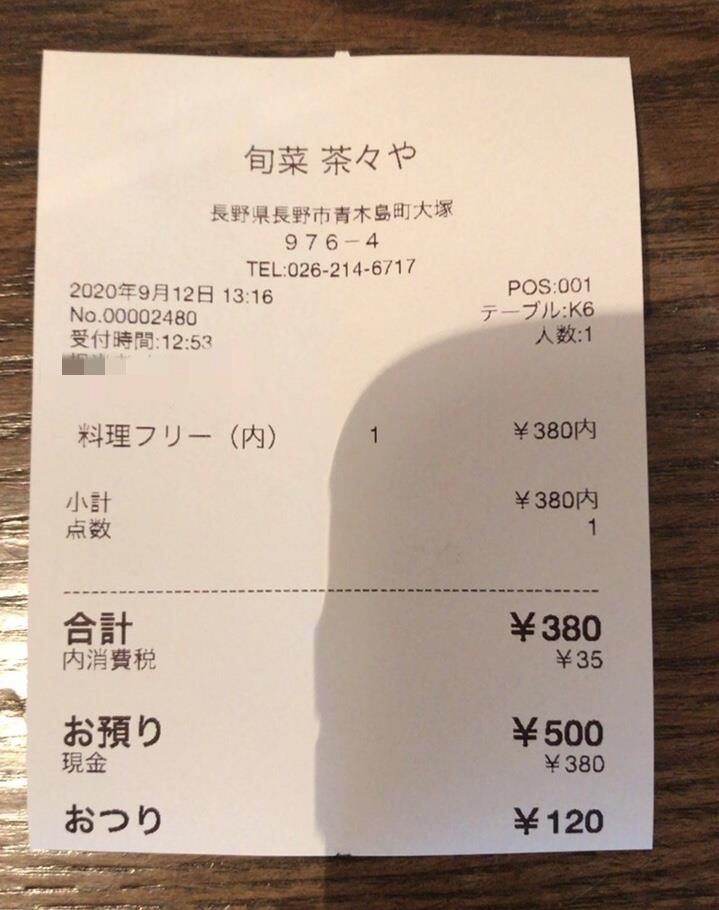 旬菜 茶々や
長野県長野市青木島町大塚
976-4
TEL:026-214-6717
2020年9月12日 13:16 POS:001
No.00002480 テーブル:K6
受付時間:12:53 人数:1
料理フリー（内） 1 ￥380内
小計 ￥380内
点数 1
合計 ￥380
内消費税 ￥35
お預り ￥500
現金 ￥380
おつり ￥120